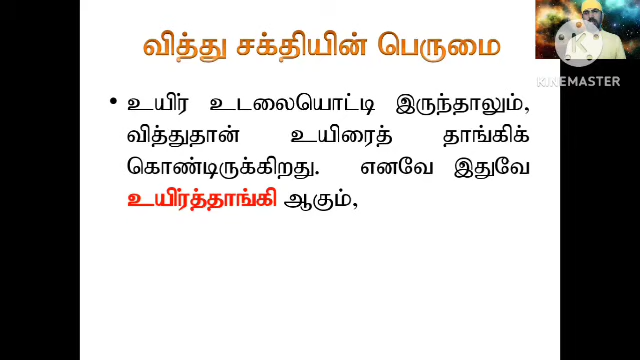 வித்து சக்தியின் பெருமை
KINEMASTER
• உயிர் உடலையொட்டி இருந்தாலும்,
வித்துதான் உயிரைத் தாங்கிக்
கொண்டிருக்கிறது. எனவே இதுவே
உயிர்த்தாங்கி ஆகும்,